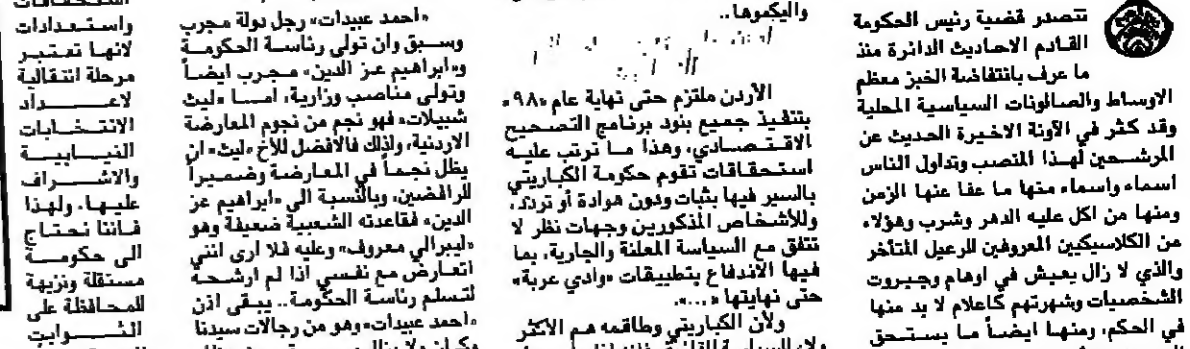 تتصدر قضية رئيس الحكومة
القادم الاحاديث الدائرة منذ
ما عرف بانتفاضة الخبز معظم
الاوساط والصالونات السياسية المحلية
وقد كثر في الآونة الاخيرة الحديث عن
المرشحين لهذا المنصب وتداول الناس
اسماء واسماء منها ما عفا عنها الزمن
ومنها من اكل عليه الدهر وشرب وهؤلاء
من الكلاسيكيين المعروفين للرعيل المتأخر
والذي لا زال يعيش في اوهام وجبروت
الشخصيات وشهرتهم كاعلام لا بد منها
في الحكم، ومنها ايضاً ما يستحق
واليكموها..
الأردن ملتزم حتى نهاية عام «٩٨»
بتنفيذ جميع بنود برنامج التصحيح
الاقتصادي، وهذا ما ترتب عليه
استحقاقات تقوم حكومة الكباريتي
بالسير فيها بثبات ودون هوادة أو تردد،
وللأشخاص المذكورين وجهات نظر لا
تتفق مع السياسة المعلنة والجارية، بما
فيها الاندفاع بتطبيقات «وادي عربة»
حتى نهايتها «...».
ولأن الكباريتي وطاقمه هم الاكثر
«احمد عبيدات» رجل دولة مجرب
وسبق وان تولى رئاسة الحكومة
و«ابراهيم عز الدين» مجرب ايضاً
وتولى مناصب وزارية، أمسا «ليث
شبيلات» فهو نجم من نجوم المعارضة
الاردنية، ولذلك فالافضل للأخ «ليث» ان
يظل نجماً في المعارضة وضميراً
للرافضين، وبالنسبة الى «ابراهيم عز
الدين» فقاعدته الشعبية ضعيفة وهو
«ليبرالي معروف» وعليه فلا ارى انني
اتعارض مع نفسي اذا لم ارشحه
لتسلم رئاسة الحكومة.. يبقى اذن
«احمد عبيدات» وهو من رجالات سيدنا
واستعدادات
لانها تعتبر
مرحلة انتقالية
لاعداد
الانتخابات
النيابية
والاشراف
عليها. ولهذا
فاننا نحتاج
الى حكومة
مستقلة ونزيهة
للمحافظة على
الثوابت